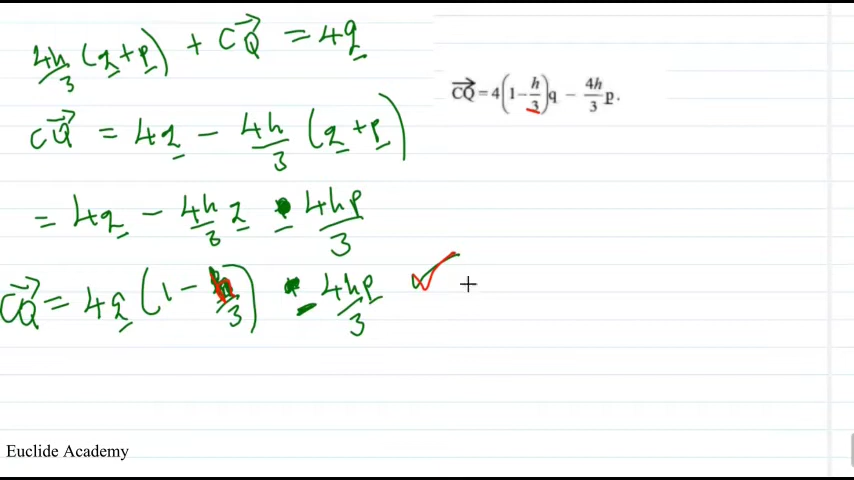 4h/3 (q + p) + CQ⃗ = 4q
CQ⃗ = 4(1 − h/3)q − 4h/3 p.
CQ⃗ = 4q − 4h/3 (q + p)
= 4q − 4h/3 q - 4hp/3
CQ⃗ = 4q (1 − h/3) - 4hp/3 ✓
Euclide Academy